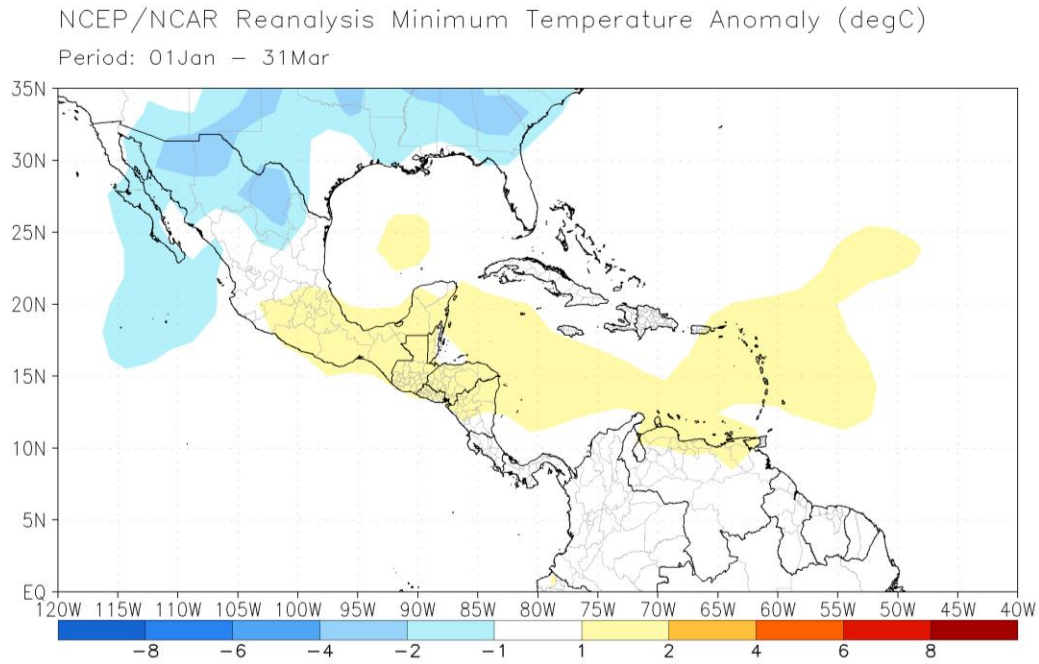 NCEP/NCAR Reanalysis Minimum Temperature Anomaly (degC)
Period: 01Jan – 31Mar
35N
30N
25N
20N
15N
10N
5N
EQ
120W 115W 110W 105W 100W 95W 90W 85W 80W 75W 70W 65W 60W 55W 50W 45W 40W
−8 −6 −4 −2 −1 1 2 4 6 8